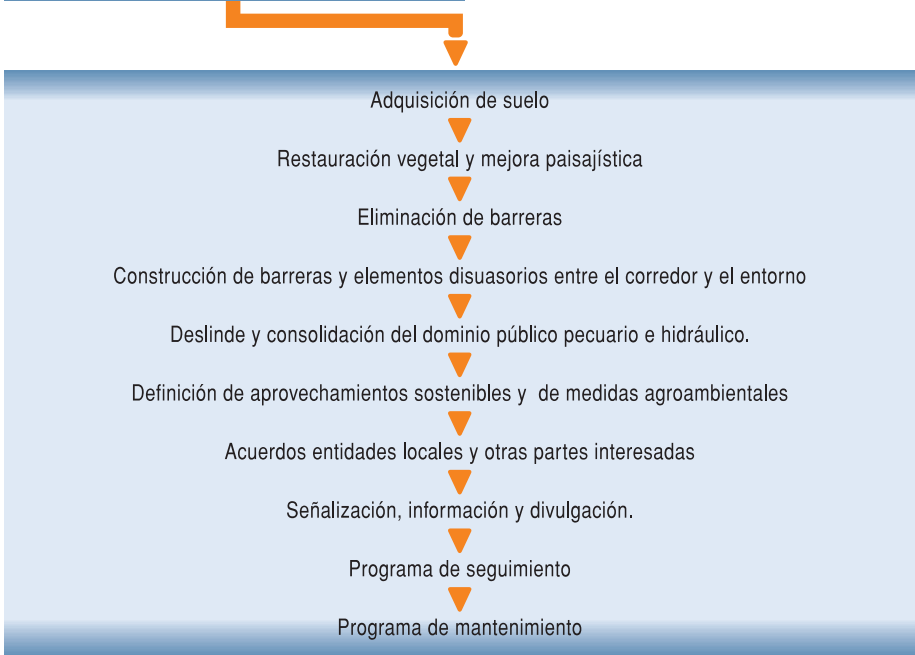 Adquisición de suelo
Restauración vegetal y mejora paisajística
Eliminación de barreras
Construcción de barreras y elementos disuasorios entre el corredor y el entorno
Deslinde y consolidación del dominio público pecuario e hidráulico.
Definición de aprovechamientos sostenibles y de medidas agroambientales
Acuerdos entidades locales y otras partes interesadas
Señalización, información y divulgación.
Programa de seguimiento
Programa de mantenimiento